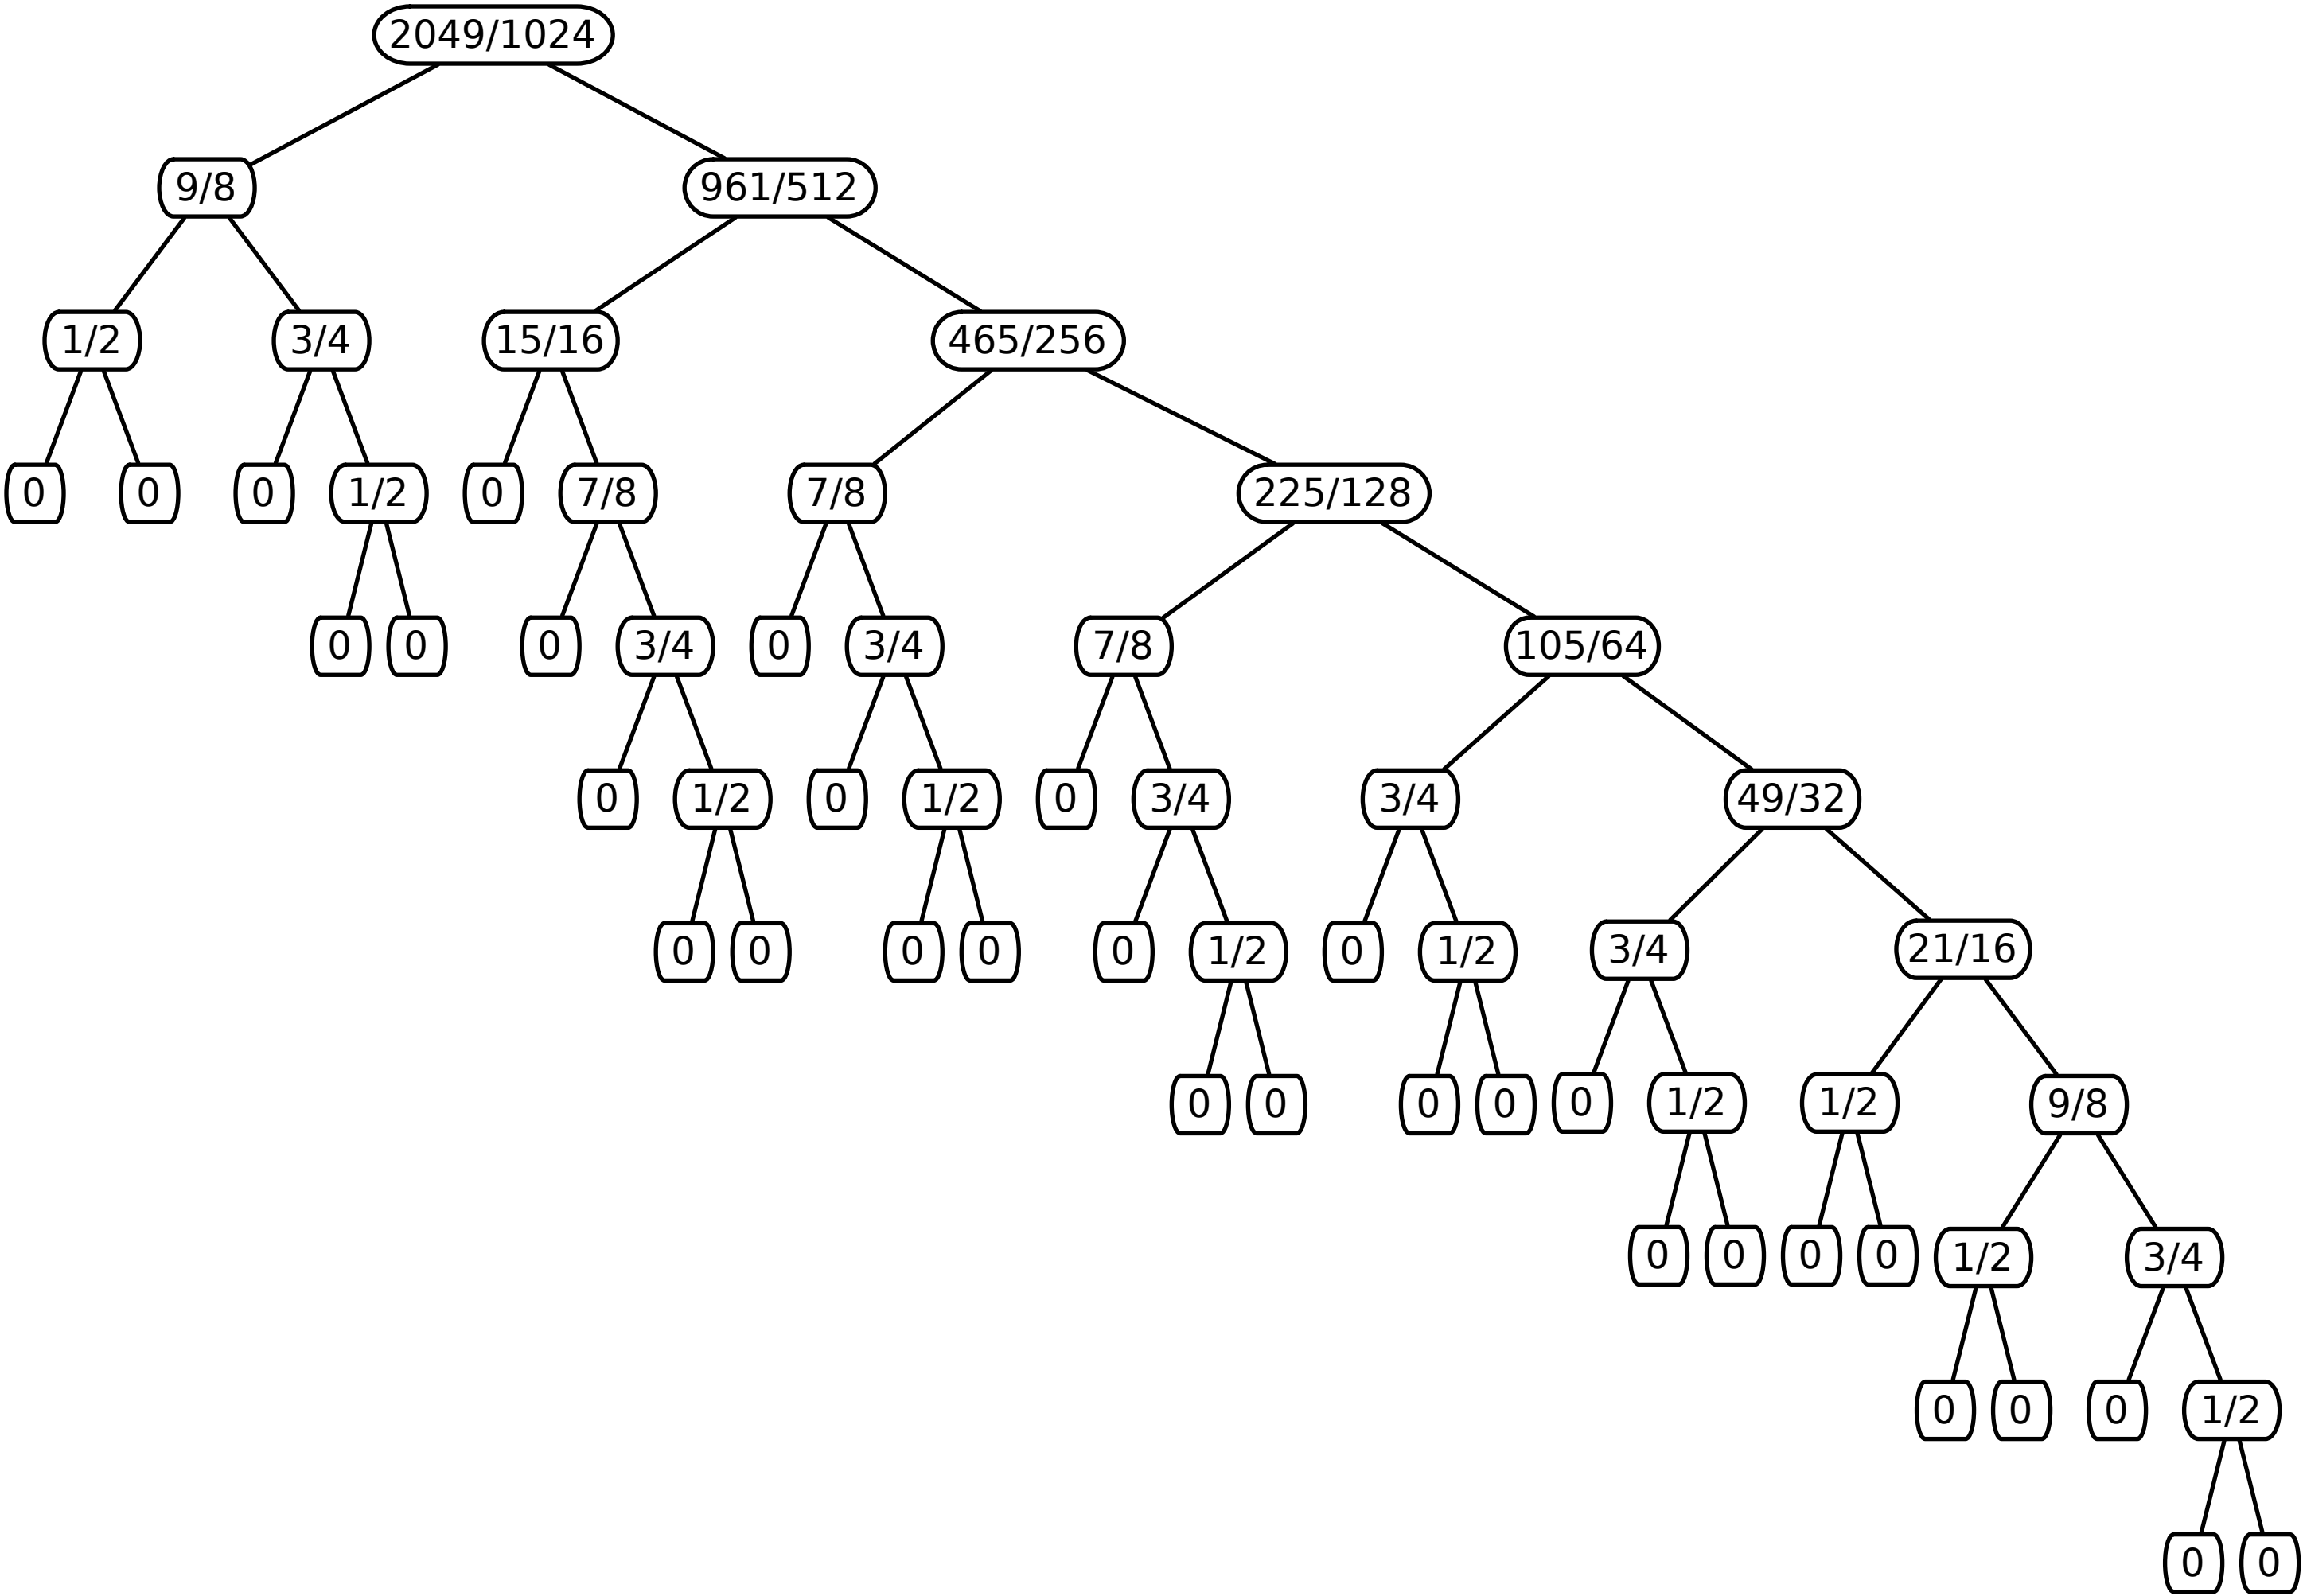 2049/1024
9/8 961/512
1/2 3/4 15/16 465/256
0 0 0 1/2 0 7/8 7/8 225/128
0 0 0 3/4 0 3/4 7/8 105/64
0 1/2 0 1/2 0 3/4 3/4 49/32
0 0 0 0 0 1/2 0 1/2 3/4 21/16
0 0 0 0 0 1/2 1/2 9/8
0 0 0 0 1/2 3/4
0 0 0 1/2
0 0